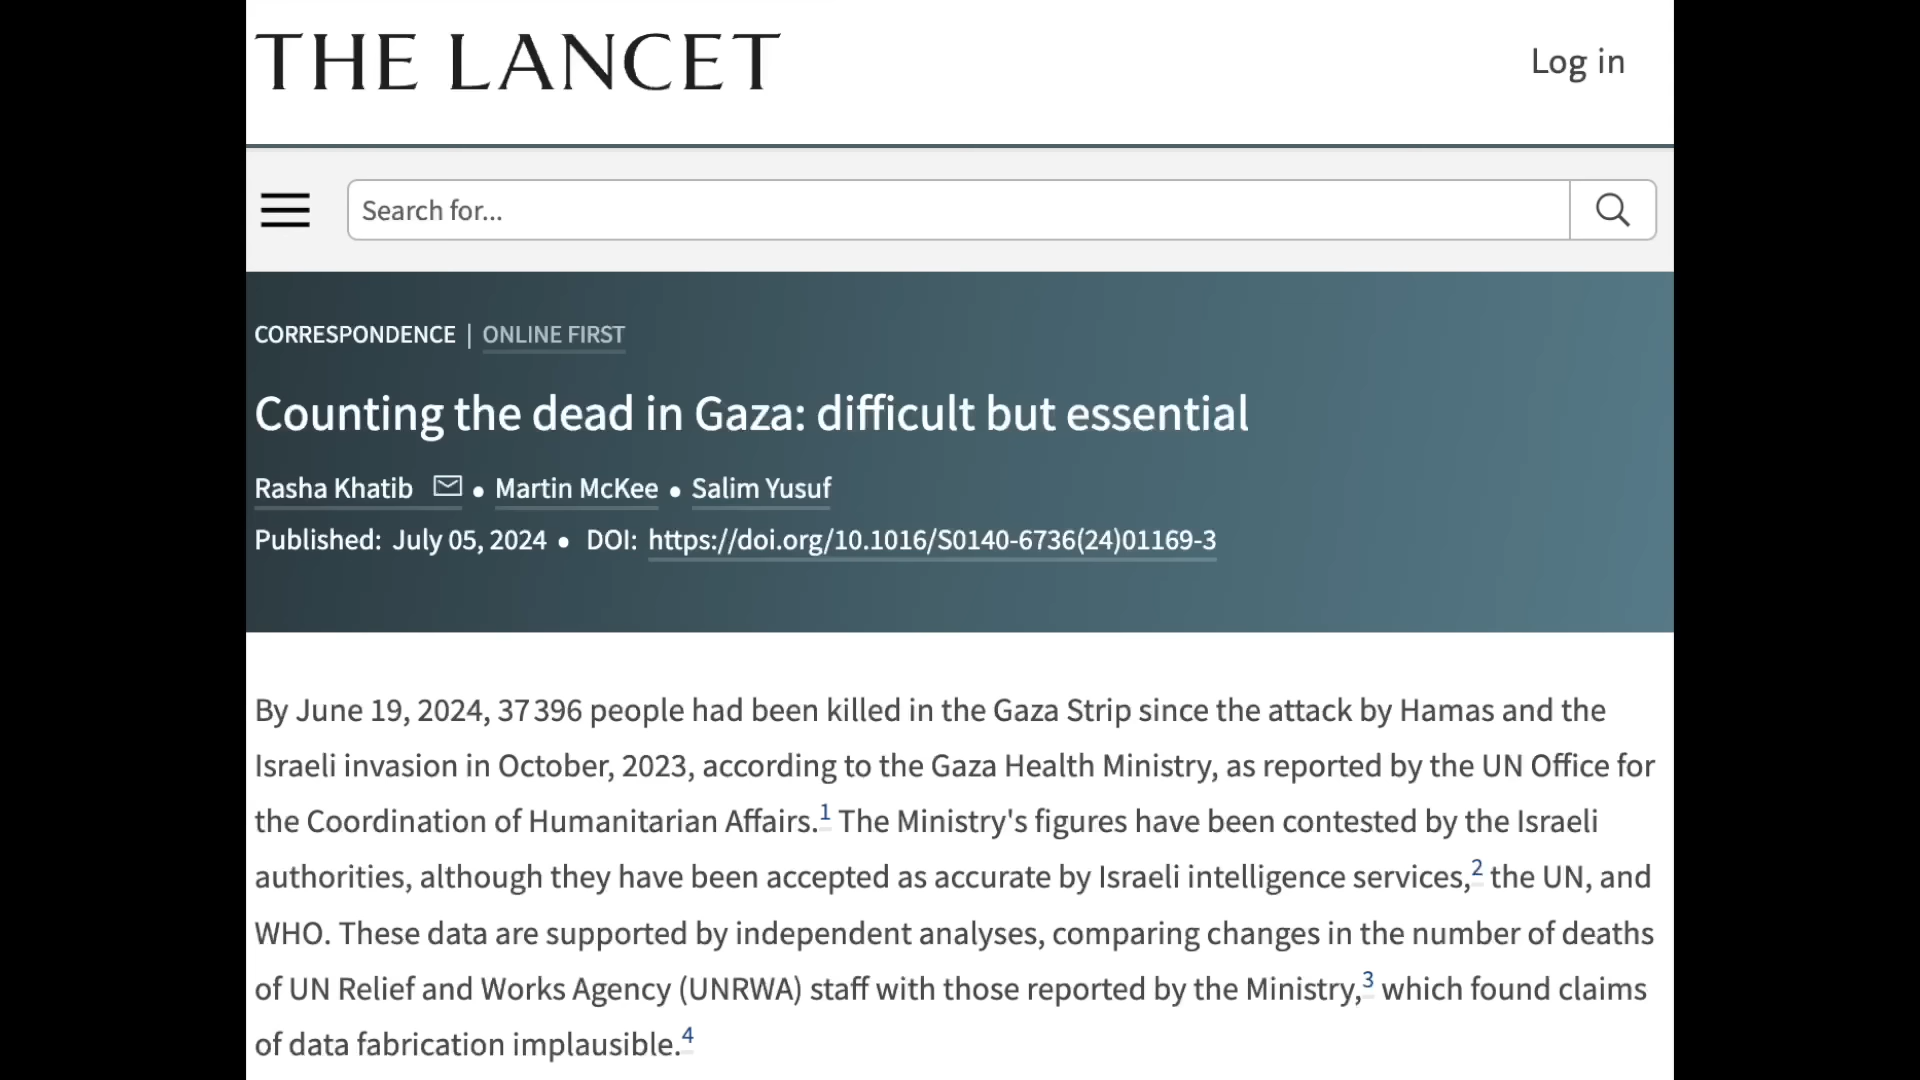 THE LANCET
Log in
Search for...
CORRESPONDENCE | ONLINE FIRST
Counting the dead in Gaza: difficult but essential
Rasha Khatib • Martin McKee • Salim Yusuf
Published: July 05, 2024 • DOI: https://doi.org/10.1016/S0140-6736(24)01169-3
By June 19, 2024, 37 396 people had been killed in the Gaza Strip since the attack by Hamas and the
Israeli invasion in October, 2023, according to the Gaza Health Ministry, as reported by the UN Office for
the Coordination of Humanitarian Affairs.1 The Ministry's figures have been contested by the Israeli
authorities, although they have been accepted as accurate by Israeli intelligence services,2 the UN, and
WHO. These data are supported by independent analyses, comparing changes in the number of deaths
of UN Relief and Works Agency (UNRWA) staff with those reported by the Ministry,3 which found claims
of data fabrication implausible.4